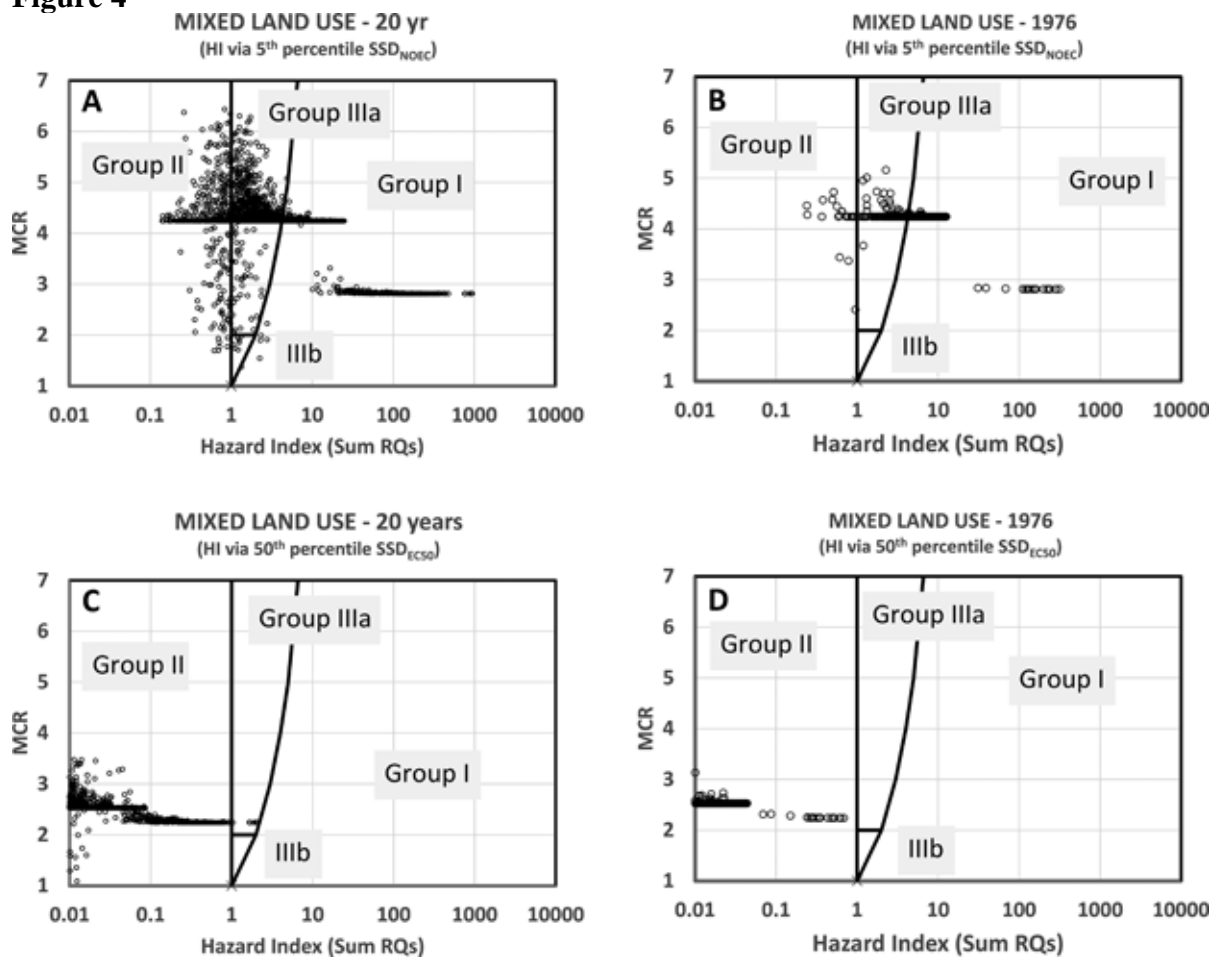 Figure 4
MIXED LAND USE - 20 yr
(HI via 5th percentile SSDNOEC)
A
Group IIIa
Group II
Group I
IIIb
MCR
7
6
5
4
3
2
1
0.01 0.1 1 10 100 1000 10000
Hazard Index (Sum RQs)
MIXED LAND USE - 1976
(HI via 5th percentile SSDNOEC)
B
Group IIIa
Group II
Group I
IIIb
MCR
7
6
5
4
3
2
1
0.01 0.1 1 10 100 1000 10000
Hazard Index (Sum RQs)
MIXED LAND USE - 20 years
(HI via 50th percentile SSDEC50)
C
Group IIIa
Group II
Group I
IIIb
MCR
7
6
5
4
3
2
1
0.01 0.1 1 10 100 1000 10000
Hazard Index (Sum RQs)
MIXED LAND USE - 1976
(HI via 50th percentile SSDEC50)
D
Group IIIa
Group II
Group I
IIIb
MCR
7
6
5
4
3
2
1
0.01 0.1 1 10 100 1000 10000
Hazard Index (Sum RQs)